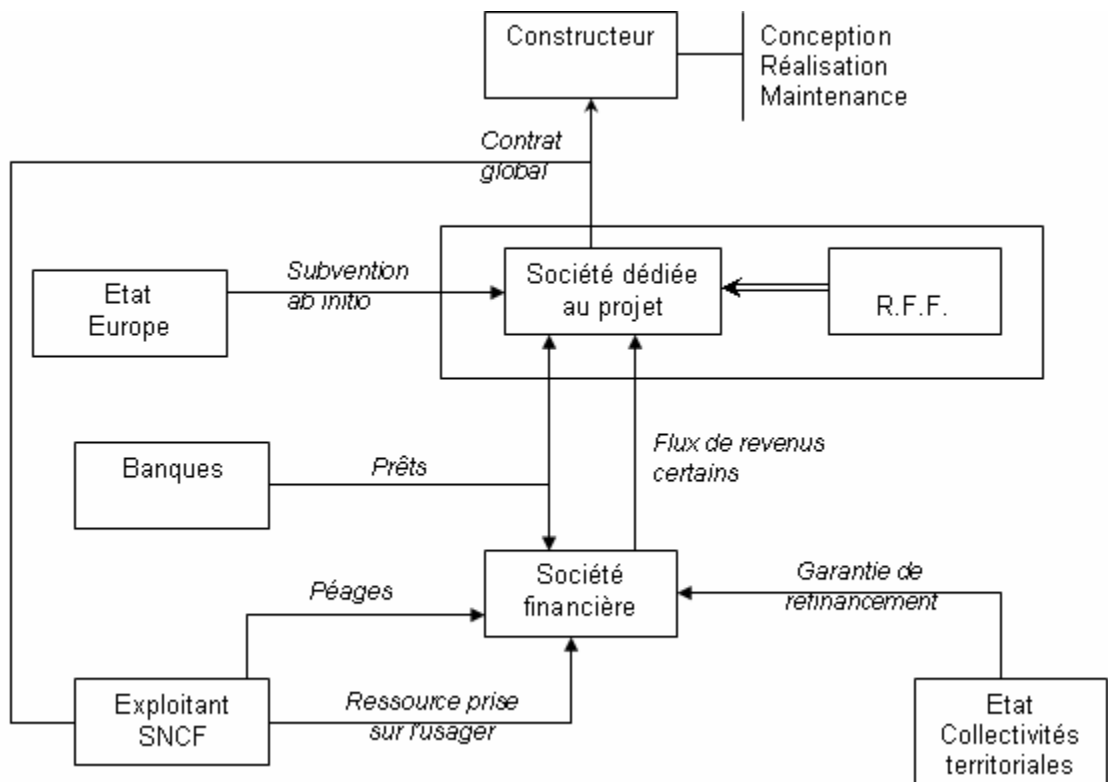 Constructeur
Conception
Réalisation
Maintenance
Contrat
global
Subvention
ab initio
Etat
Europe
Société dédiée
au projet
R.F.F.
Banques
Prêts
Flux de revenus
certains
Péages
Société
financière
Garantie de
refinancement
Exploitant
SNCF
Ressource prise
sur l'usager
Etat
Collectivités
territoriales